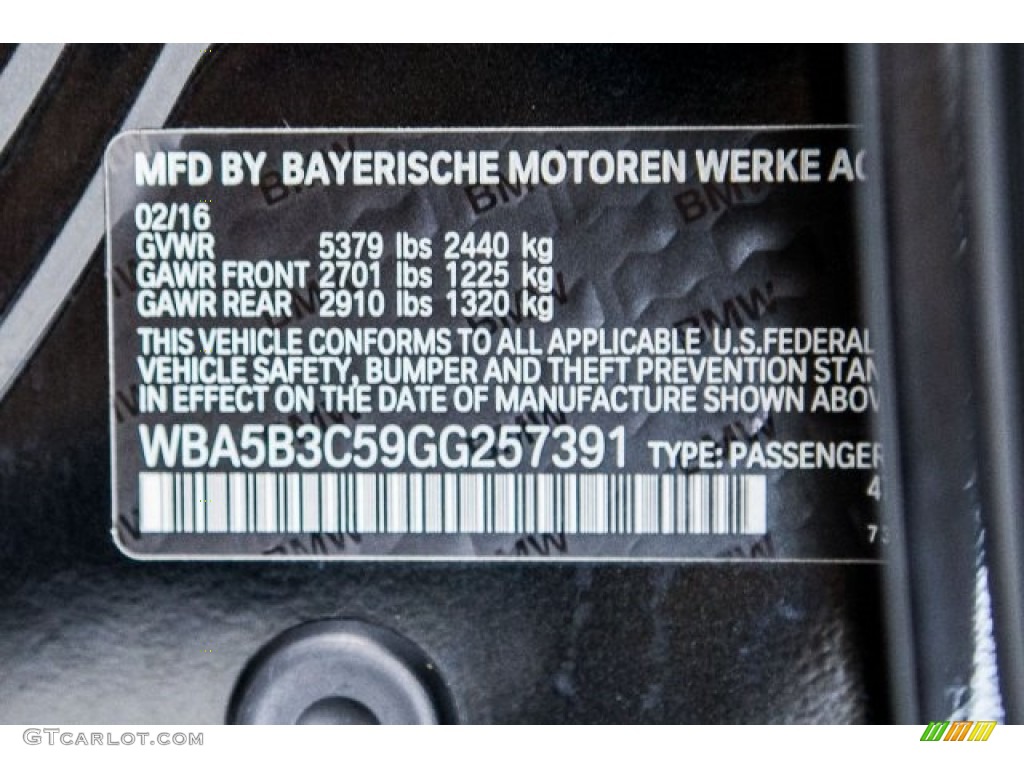 MFD BY BAYERISCHE MOTOREN WERKE AG
02/16
GVWR 5379 lbs 2440 kg
GAWR FRONT 2701 lbs 1225 kg
GAWR REAR 2910 lbs 1320 kg
THIS VEHICLE CONFORMS TO ALL APPLICABLE U.S.FEDERAL
VEHICLE SAFETY, BUMPER AND THEFT PREVENTION STAN
IN EFFECT ON THE DATE OF MANUFACTURE SHOWN ABOV
WBA5B3C59GG257391 TYPE: PASSENGER
4
73
GTCARLOT.COM